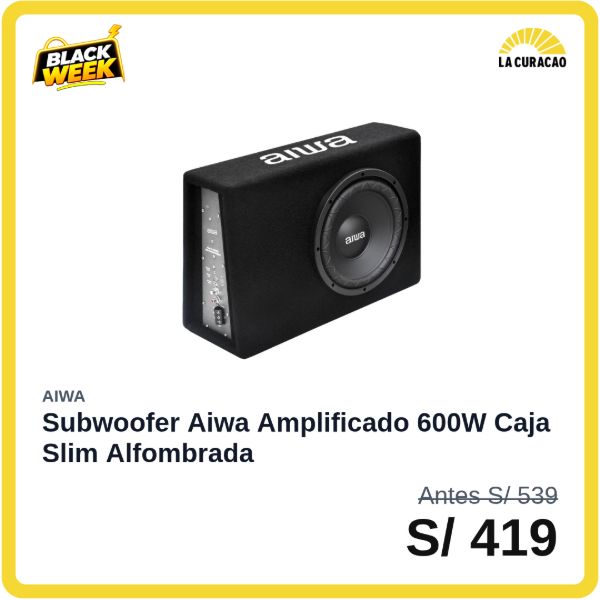 BLACK
WEEK
LA CURACAO
aiwa
aiwa
AIWA
Subwoofer Aiwa Amplificado 600W Caja
Slim Alfombrada
Antes S/ 539
S/ 419